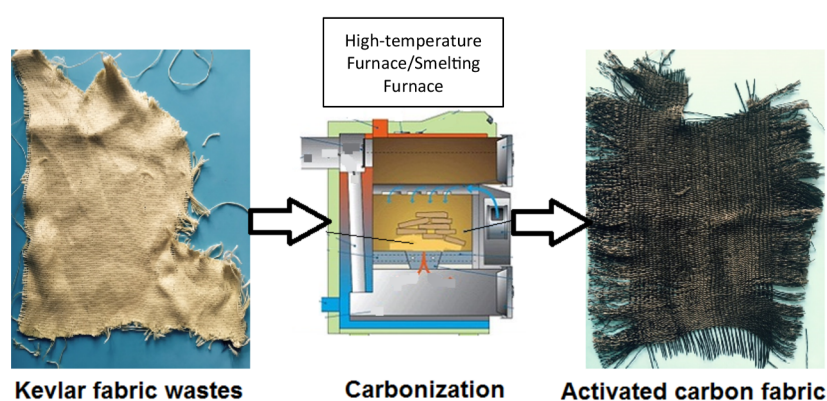 High-temperature
Furnace/Smelting
Furnace
Kevlar fabric wastes
Carbonization
Activated carbon fabric